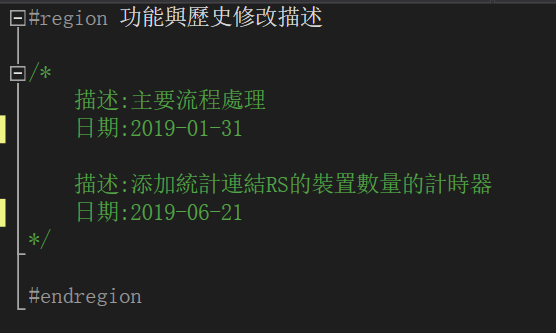 #region 功能與歷史修改描述
/*
描述:主要流程處理
日期:2019-01-31
描述:添加統計連結RS的裝置數量的計時器
日期:2019-06-21
*/
#endregion